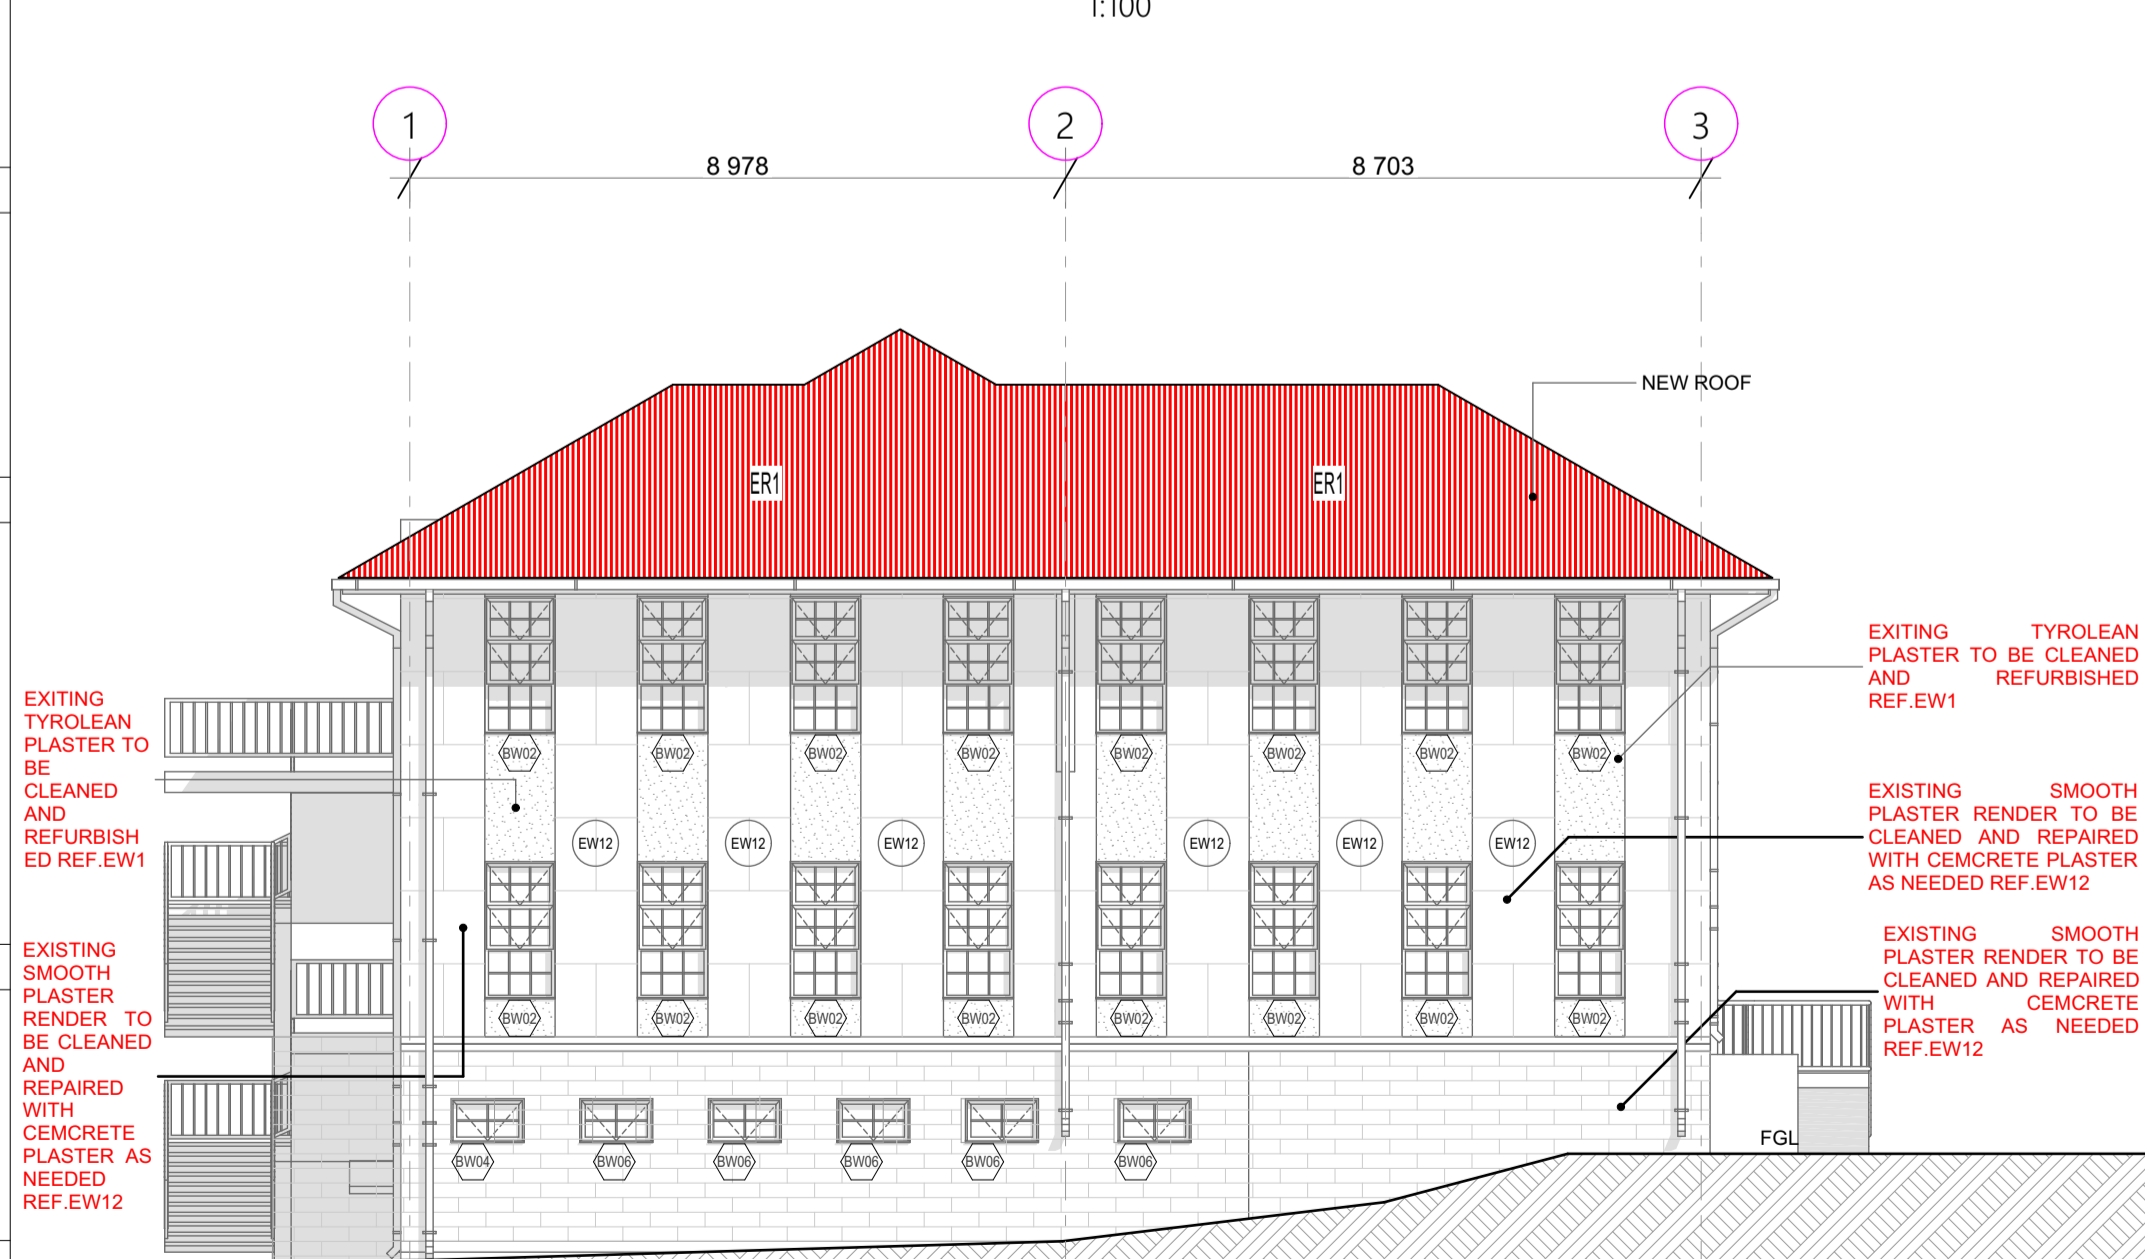 1:100
1
2
3
8 978
8 703
NEW ROOF
ER1
ER1
EXITING TYROLEAN
PLASTER TO BE CLEANED
AND REFURBISHED
REF.EW1
EXITING
TYROLEAN
PLASTER TO
BE
CLEANED
AND
REFURBISH
ED REF.EW1
BW02
BW02
BW02
BW02
BW02
BW02
BW02
BW02
EXISTING SMOOTH
PLASTER RENDER TO BE
CLEANED AND REPAIRED
WITH CEMCRETE PLASTER
AS NEEDED REF.EW12
EW12
EW12
EW12
EW12
EW12
EW12
EXISTING SMOOTH
PLASTER RENDER TO BE
CLEANED AND REPAIRED
WITH CEMCRETE
PLASTER AS NEEDED
REF.EW12
EXISTING
SMOOTH
PLASTER
RENDER TO
BE CLEANED
AND
REPAIRED
WITH
CEMCRETE
PLASTER AS
NEEDED
REF.EW12
BW02
BW02
BW02
BW02
BW02
BW02
BW02
BW02
FGL
BW04
BW06
BW06
BW06
BW06
BW06